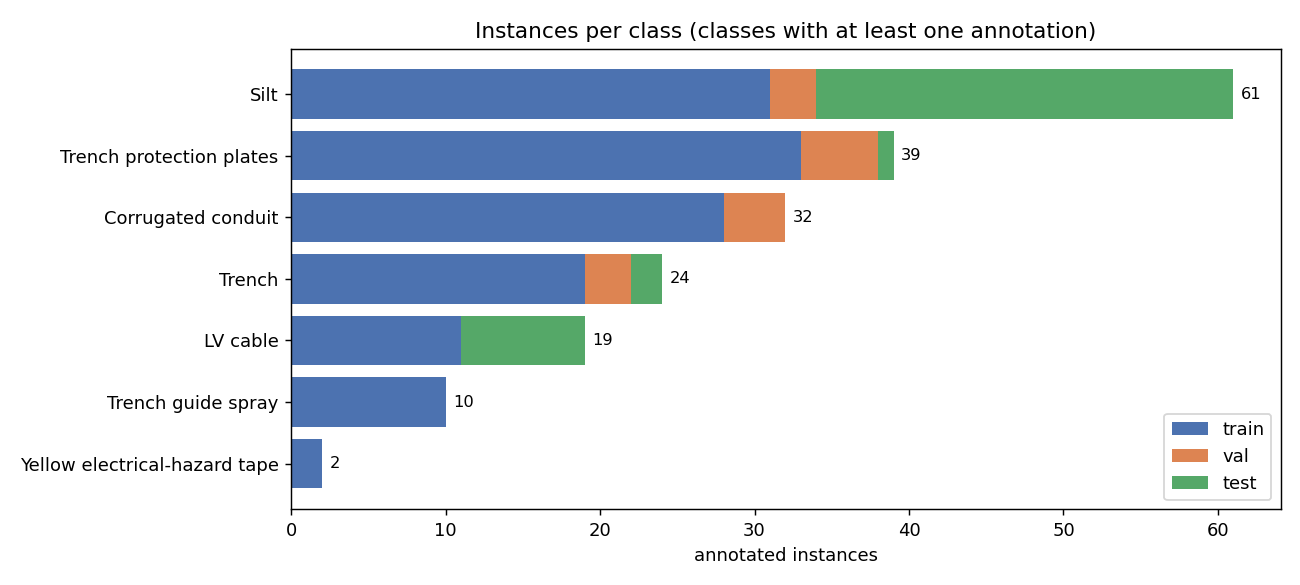 Instances per class (classes with at least one annotation)
Silt
61
Trench protection plates
39
Corrugated conduit
32
Trench
24
LV cable
19
Trench guide spray
10
Yellow electrical-hazard tape
2
train
val
test
0 10 20 30 40 50 60
annotated instances